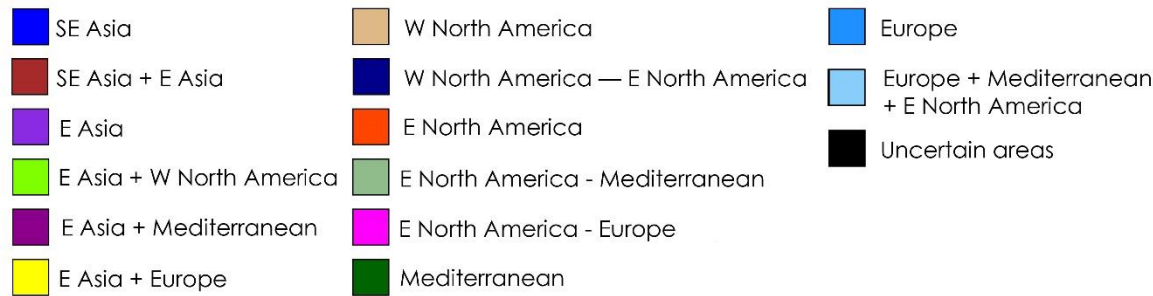 SE Asia
SE Asia + E Asia
E Asia
E Asia + W North America
E Asia + Mediterranean
E Asia + Europe
W North America
W North America — E North America
E North America
E North America - Mediterranean
E North America - Europe
Mediterranean
Europe
Europe + Mediterranean
+ E North America
Uncertain areas